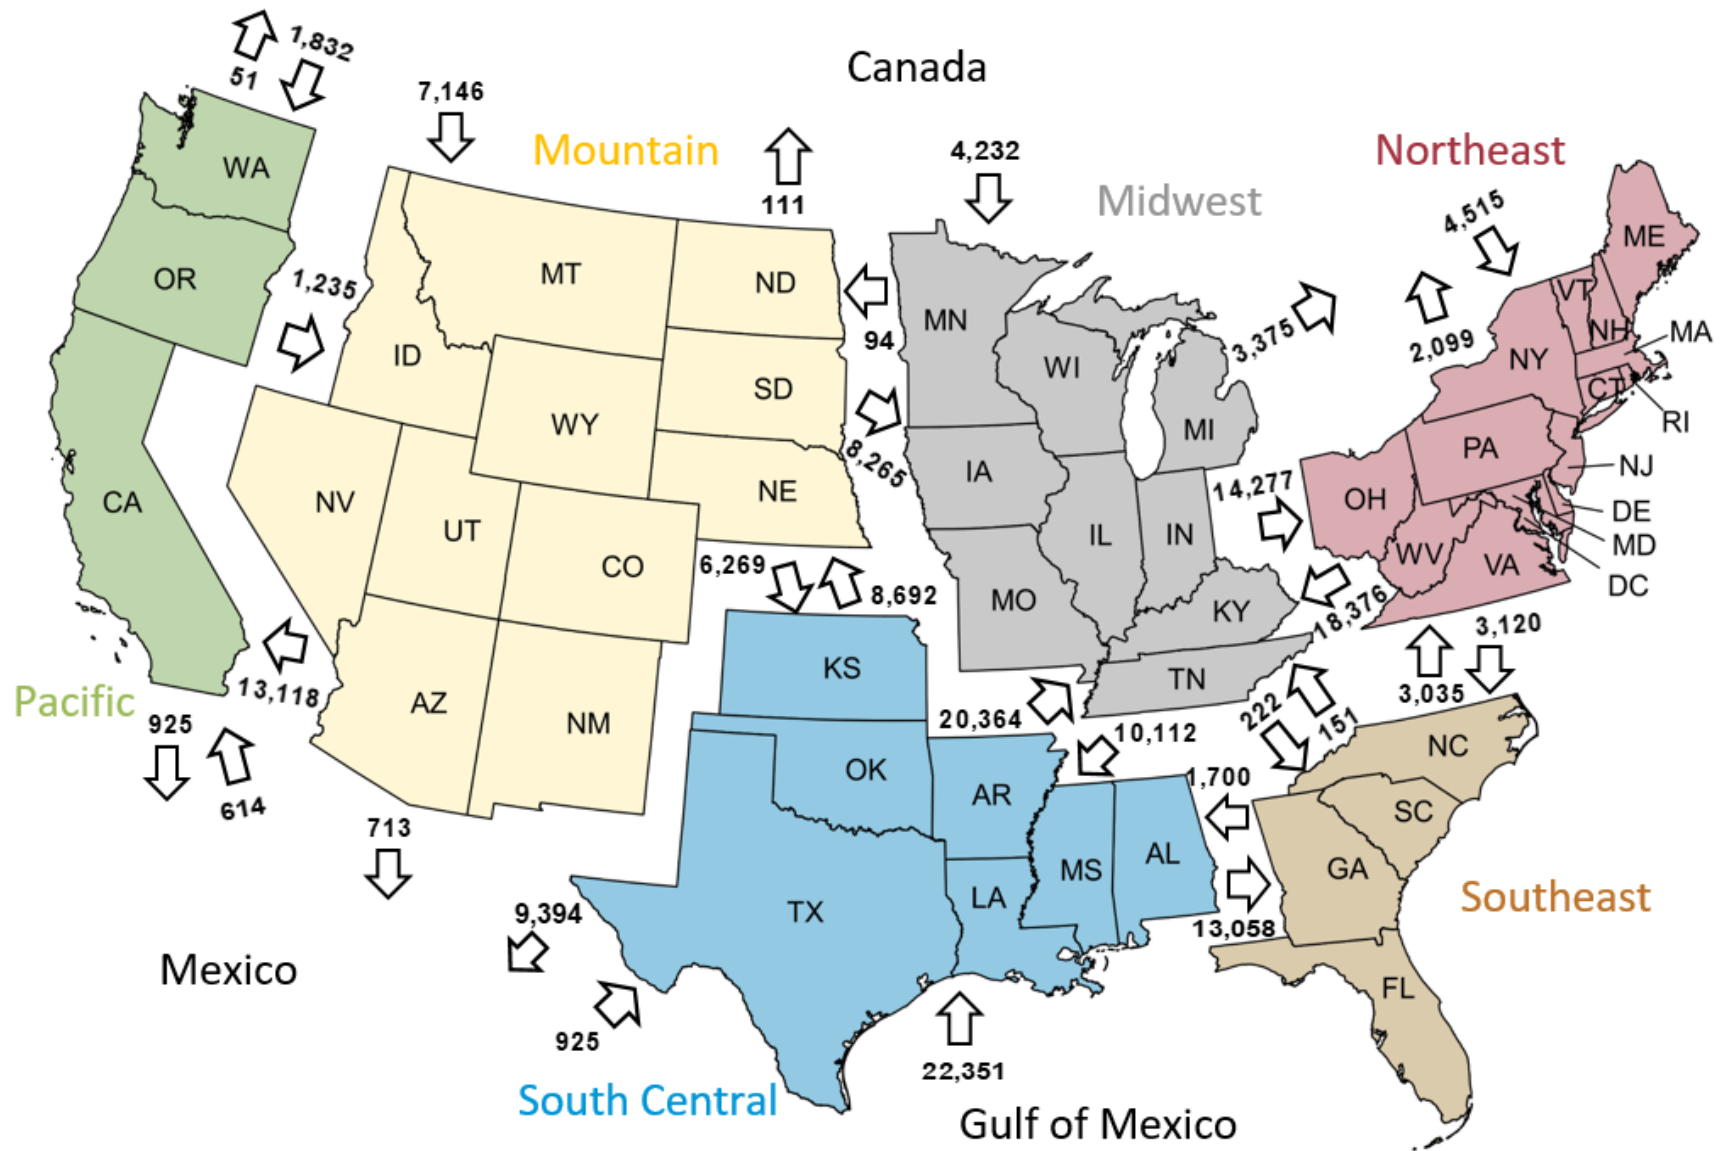 1,832
51
Canada
7,146
Mountain
Northeast
4,232
WA
111
Midwest
4,515
ME
OR
1,235
MT
ND
VT
MN
3,375
NH
MA
94
2,099
ID
WI
NY
SD
CT
RI
WY
MI
8,265
PA
NJ
IA
NE
14,277
CA
NV
OH
DE
UT
IL
IN
MD
CO
6,269
WV
VA
DC
8,692
MO
KY
18,376
3,120
KS
TN
13,118
3,035
Pacific
AZ
NM
20,364
222
151
925
10,112
NC
OK
1,700
614
AR
SC
713
AL
MS
GA
TX
LA
Southeast
9,394
13,058
Mexico
FL
925
22,351
South Central
Gulf of Mexico